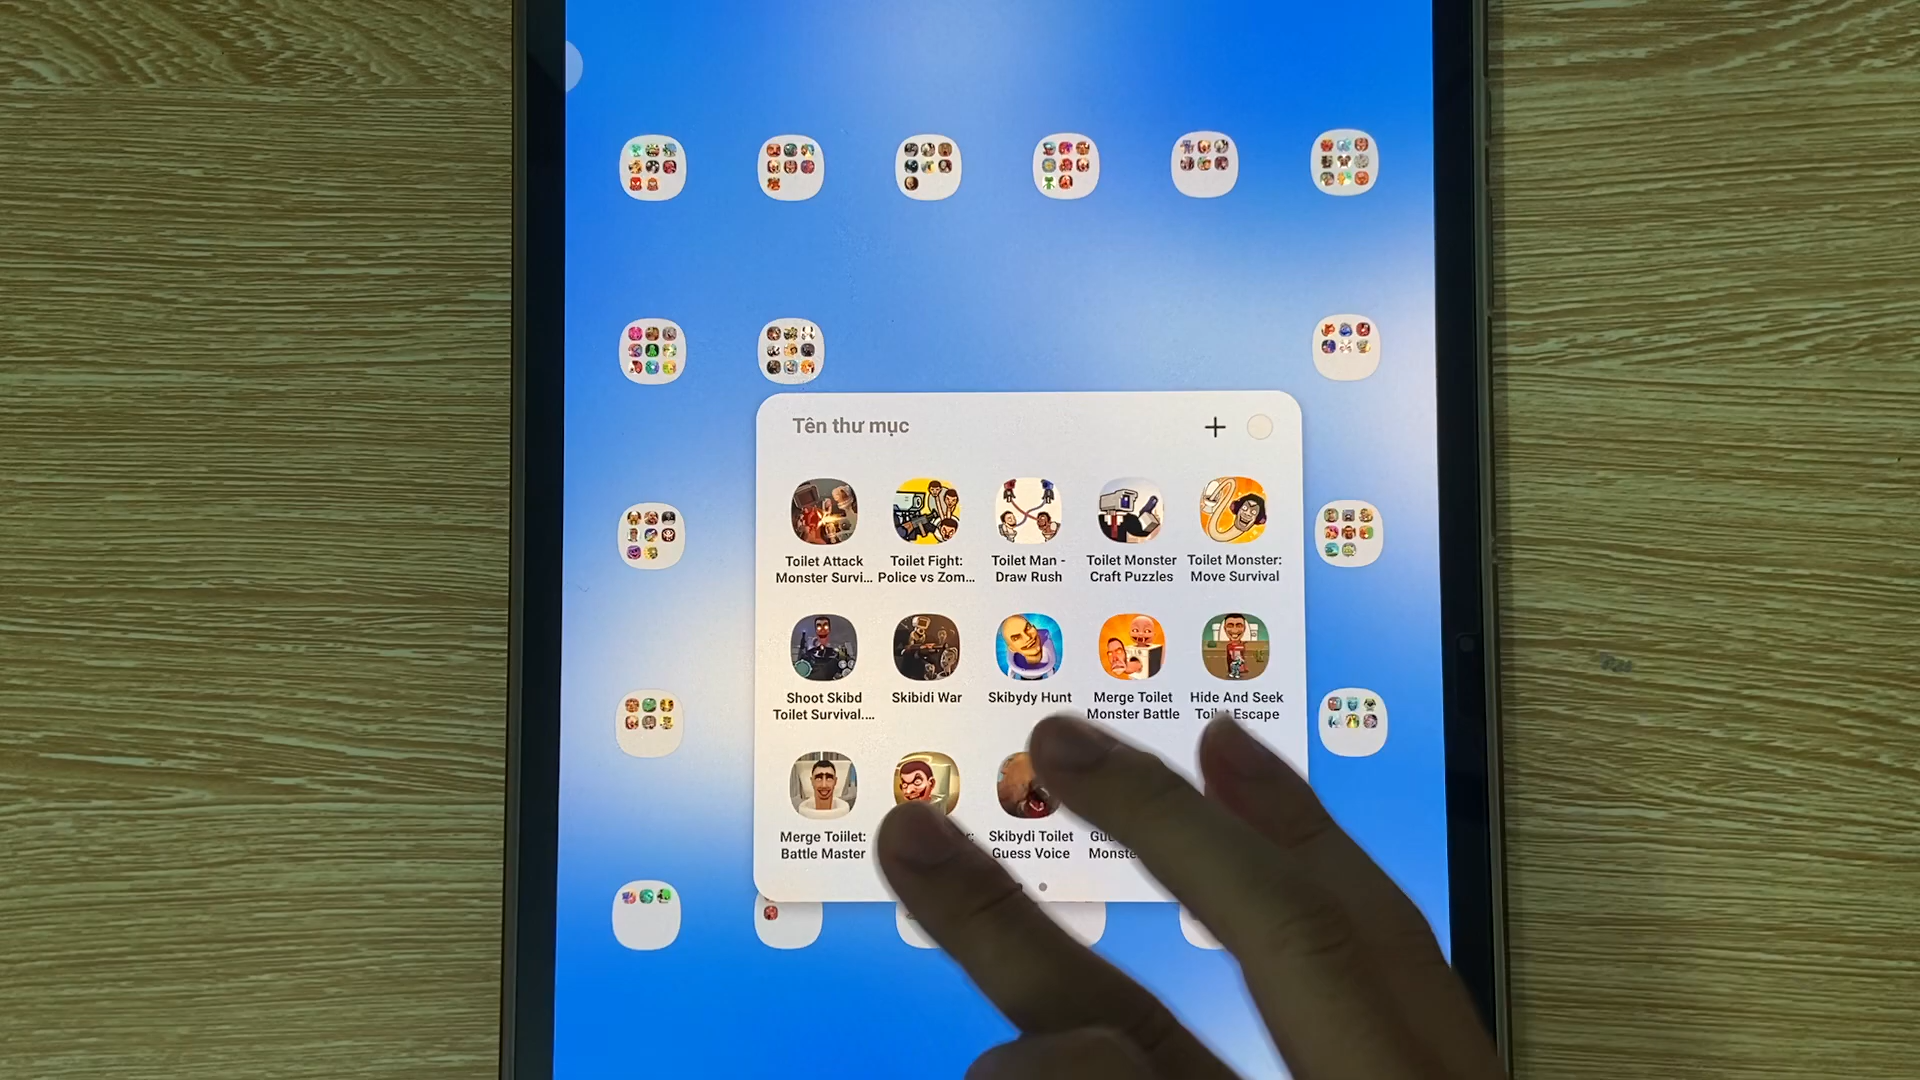 Tên thư mục
Toilet Attack
Monster Survi...
Toilet Fight:
Police vs Zom...
Toilet Man -
Draw Rush
Toilet Monster
Craft Puzzles
Toilet Monster:
Move Survival
Shoot Skibd
Toilet Survival....
Skibidi War
Skibydy Hunt
Merge Toilet
Monster Battle
Hide And Seek
Toilet Escape
Merge Toiilet:
Battle Master
Skibydi Toilet
Guess Voice